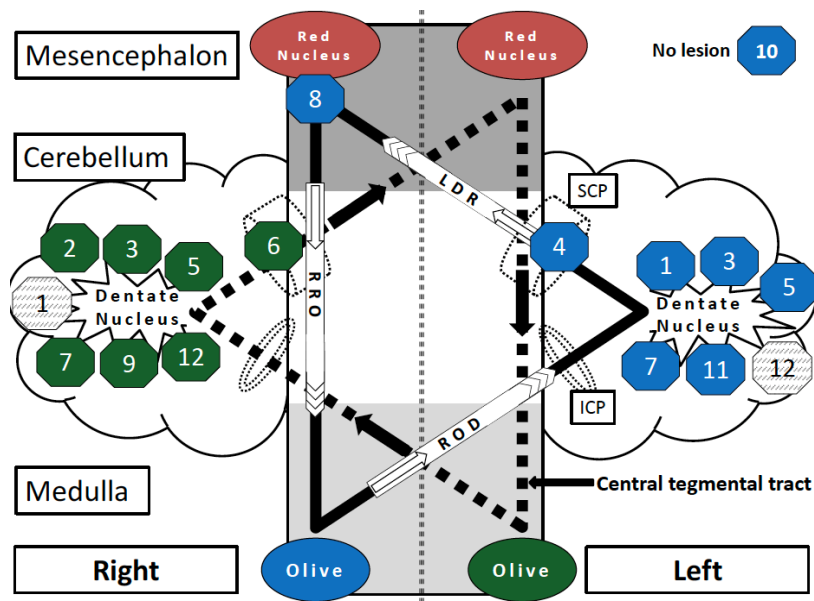 Mesencephalon
Red
Nucleus
Red
Nucleus
No lesion
10
8
Cerebellum
LDR
SCP
2
3
5
6
4
1
3
5
1
Dentate
Nucleus
RRO
Dentate
Nucleus
7
9
12
7
11
12
ICP
ROD
Medulla
Central tegmental tract
Right
Olive
Olive
Left